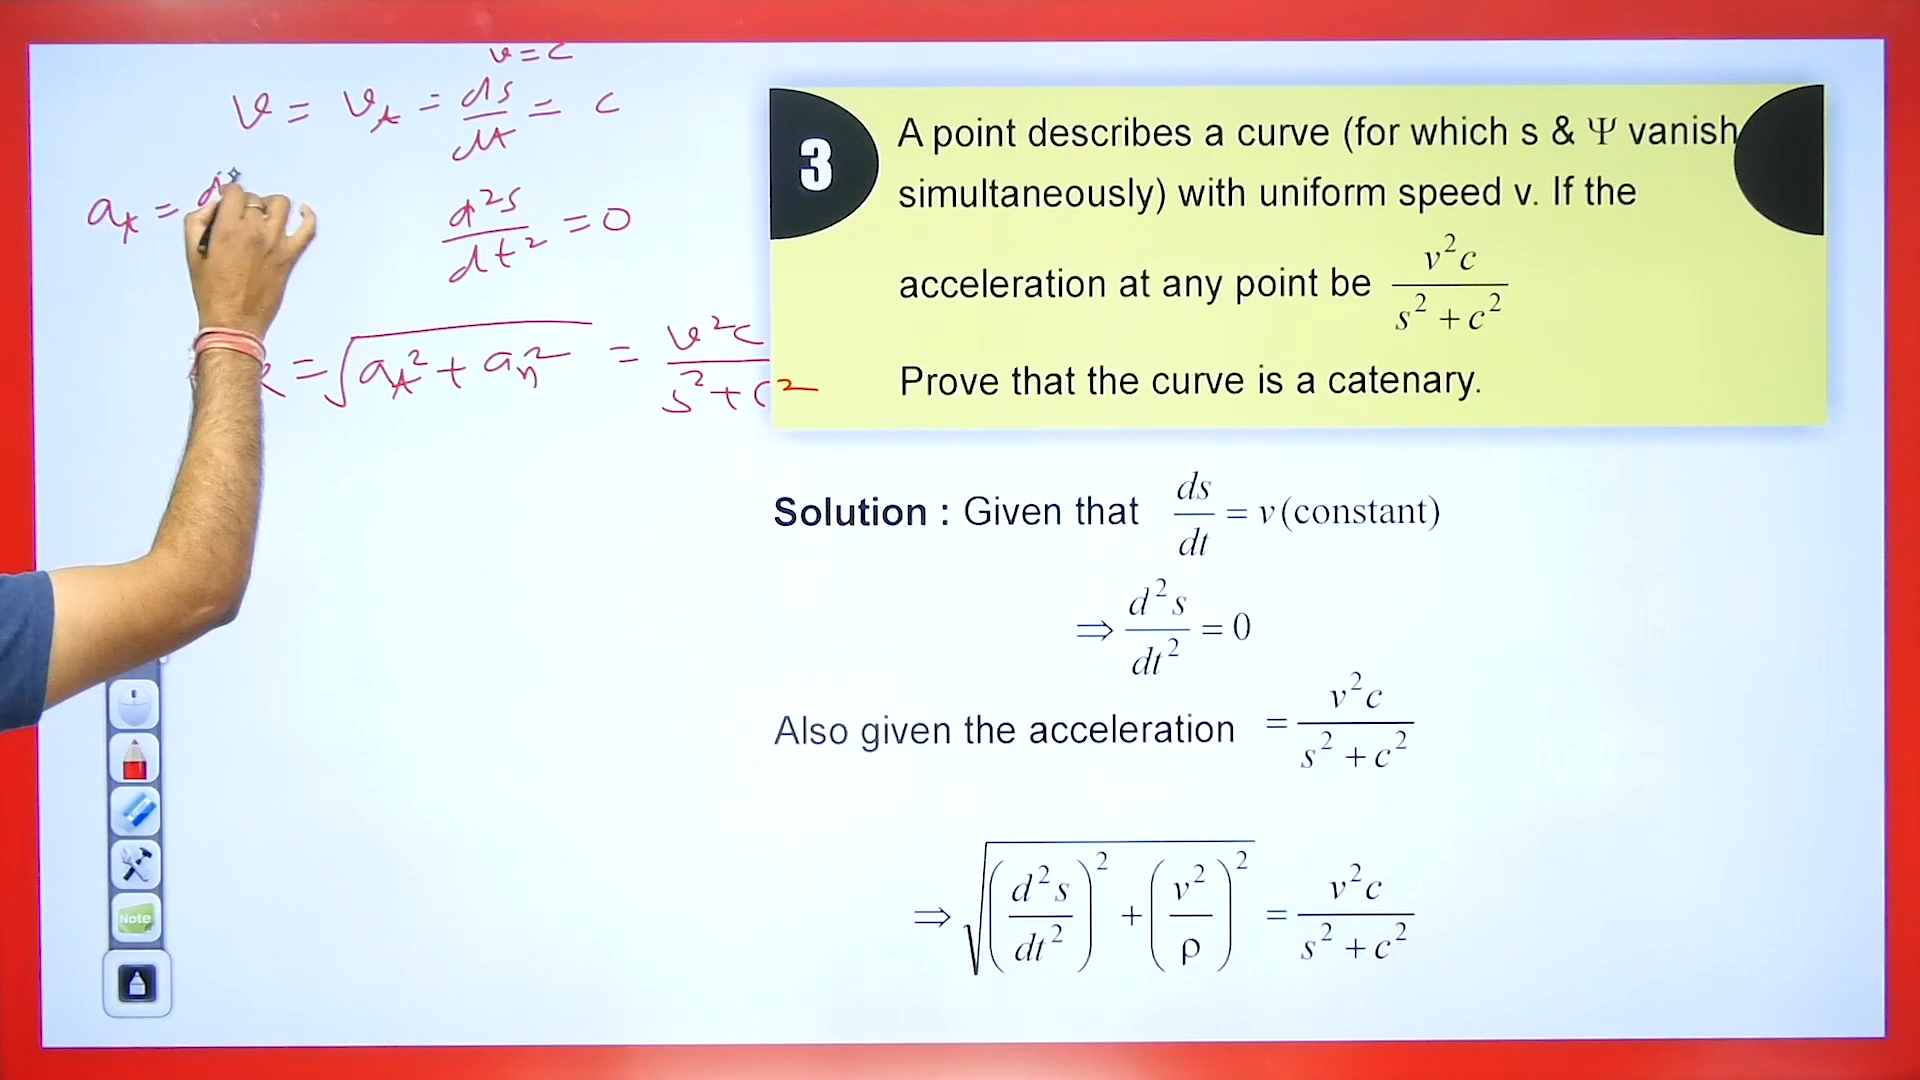 v = c
v = v_t = ds/dt = c
a_t =
d²s/dt² = 0
= √(a_t² + a_n²) = v²c/(s² + c²)
3
A point describes a curve (for which s & Ψ vanish
simultaneously) with uniform speed v. If the
acceleration at any point be v²c/(s² + c²)
Prove that the curve is a catenary.
Solution : Given that ds/dt = v (constant)
⇒ d²s/dt² = 0
Also given the acceleration = v²c/(s² + c²)
⇒ √((d²s/dt²)² + (v²/ρ)²) = v²c/(s² + c²)
Note